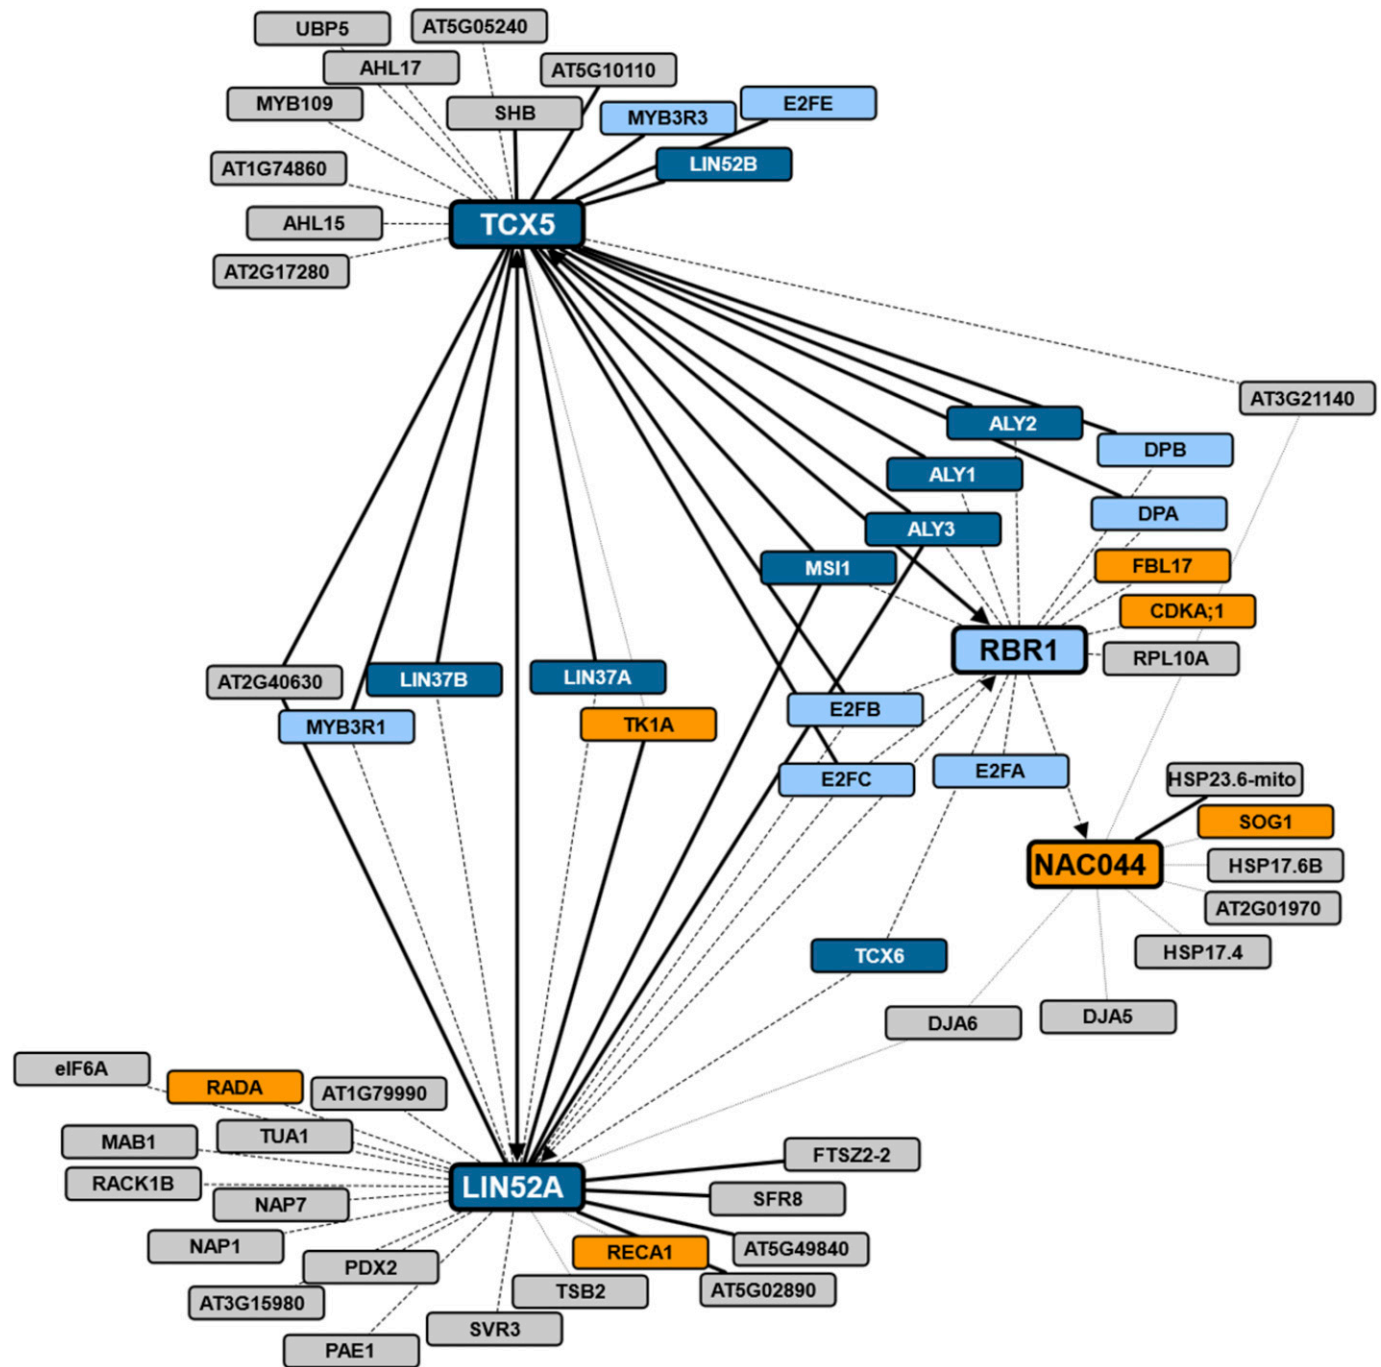 UBP5
AT5G05240
AHL17
AT5G10110
MYB109
SHB
MYB3R3
E2FE
AT1G74860
LIN52B
AHL15
TCX5
AT2G17280
AT3G21140
ALY2
DPB
ALY1
DPA
ALY3
FBL17
MSI1
CDKA;1
RBR1
RPL10A
AT2G40630
LIN37B
LIN37A
MYB3R1
TK1A
E2FB
E2FC
E2FA
HSP23.6-mito
SOG1
NAC044
HSP17.6B
AT2G01970
TCX6
HSP17.4
DJA6
DJA5
eIF6A
RADA
AT1G79990
MAB1
TUA1
FTSZ2-2
RACK1B
LIN52A
SFR8
NAP7
NAP1
RECA1
AT5G49840
PDX2
TSB2
AT5G02890
AT3G15980
SVR3
PAE1